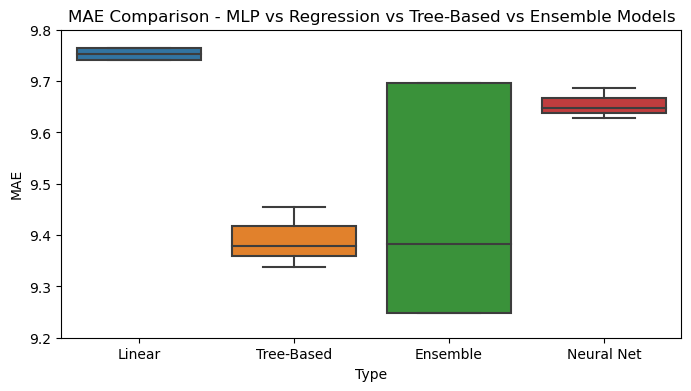 MAE Comparison - MLP vs Regression vs Tree-Based vs Ensemble Models
9.8
9.7
9.6
9.5
9.4
9.3
9.2
MAE
Linear
Tree-Based
Ensemble
Neural Net
Type